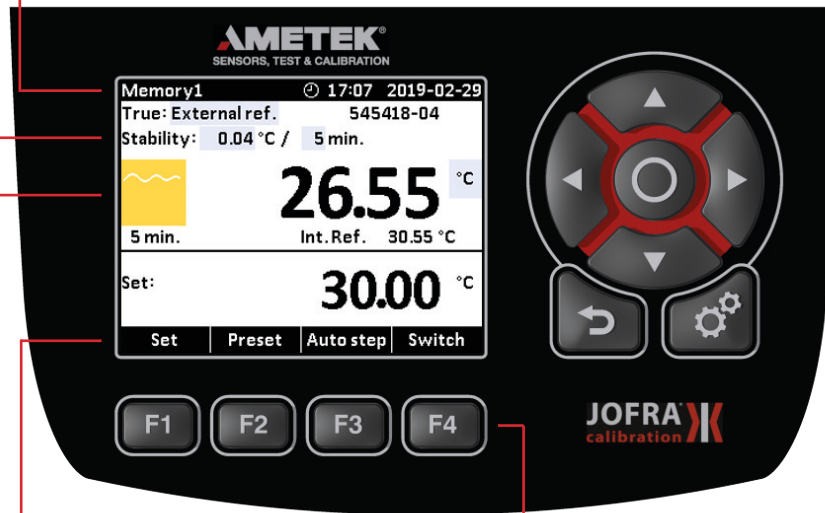 AMETEK®
SENSORS, TEST & CALIBRATION
Memory1 17:07 2019-02-29
True: External ref. 545418-04
Stability: 0.04 °C / 5 min.
26.55 °C
5 min. Int. Ref. 30.55 °C
Set: 30.00 °C
Set Preset Auto step Switch
F1 F2 F3 F4
JOFRA
calibration